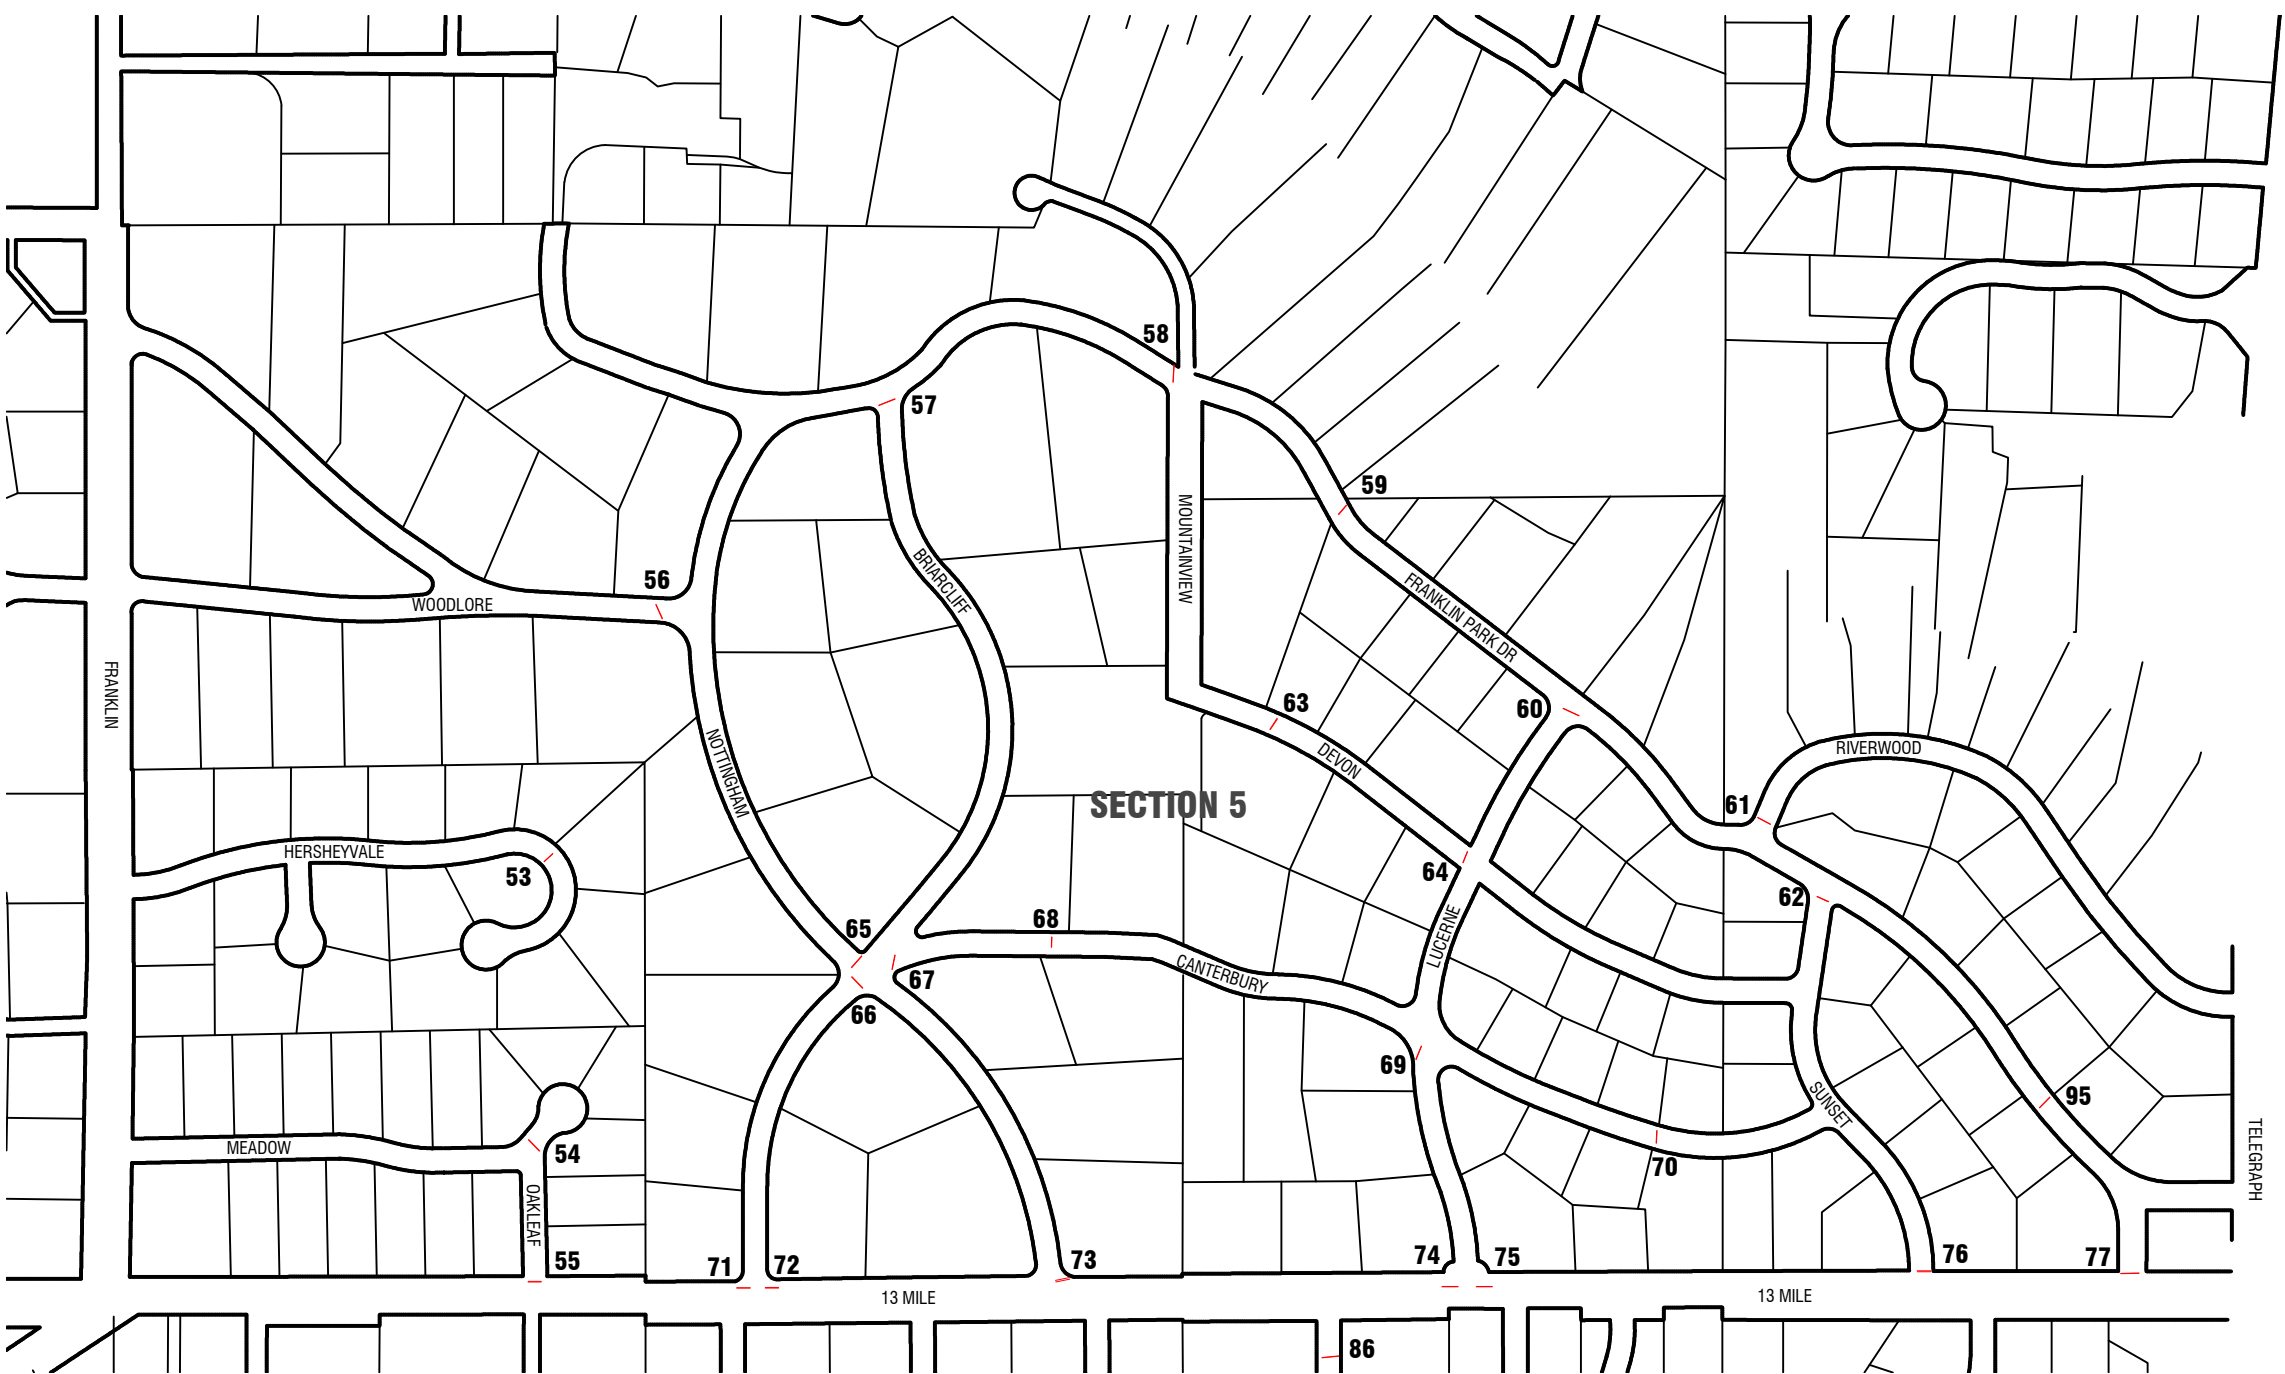 58
57
59
MOUNTAINVIEW
BRIARCLIFF
56
WOODLORE
FRANKLIN PARK DR
FRANKLIN
63
60
NOTTINGHAM
DEVON
RIVERWOOD
SECTION 5
61
HERSHEYVALE
53
64
62
68
65
LUCERNE
CANTERBURY
67
66
69
SUNSET
95
MEADOW
54
70
TELEGRAPH
OAKLEAF
55
71
72
73
74
75
76
77
13 MILE
13 MILE
86